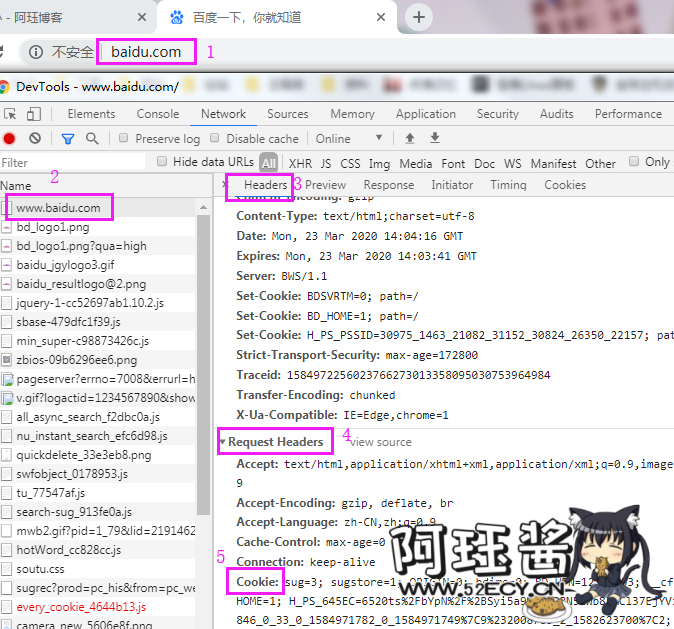 阿珏博客
百度一下，你就知道
不安全
baidu.com
1
DevTools - www.baidu.com/
Elements Console Network Sources Memory Application Security Audits Performance
Preserve log Disable cache Online
Filter Hide data URLs All XHR JS CSS Img Media Font Doc WS Manifest Other Only
2
Name
www.baidu.com
bd_logo1.png
bd_logo1.png?qua=high
baidu_jgylogo3.gif
baidu_resultlogo@2.png
jquery-1-cc52697ab1.10.2.js
sbase-479dfc1f39.js
min_super-c98873426c.js
zbios-09b6296ee6.png
pageserver?errno=7008&errurl=h
v.gif?logactid=1234567890&show
all_async_search_f2dbc0a.js
nu_instant_search_efc6d98.js
quickdelete_33e3eb8.png
swfobject_0178953.js
tu_77547af.js
search-sug_913fe0a.js
mwb2.gif?pid=1_79&lid=2191462
hotWord_cc828cc.js
soutu.css
sugrec?prod=pc_his&from=pc_we
every_cookie_4644b13.js
camera_new_5606e8f.png
Headers 3 Preview Response Initiator Timing Cookies
Content-Encoding: gzip
Content-Type: text/html;charset=utf-8
Date: Mon, 23 Mar 2020 14:04:16 GMT
Expires: Mon, 23 Mar 2020 14:03:41 GMT
Server: BWS/1.1
Set-Cookie: BDSVRTM=0; path=/
Set-Cookie: BD_HOME=1; path=/
Set-Cookie: H_PS_PSSID=30975_1463_21082_31152_30824_26350_22157; pat
Strict-Transport-Security: max-age=172800
Traceid: 1584972256023766273013358095030753964984
Transfer-Encoding: chunked
X-Ua-Compatible: IE=Edge,chrome=1
Request Headers 4 view source
Accept: text/html,application/xhtml+xml,application/xml;q=0.9,image
9
Accept-Encoding: gzip, deflate, br
Accept-Language: zh-CN,zh;q=0.9
Cache-Control: max-age=0
Connection: keep-alive
5
Cookie: sug=3; sugstore=1;
HOME=1; H_PS_645EC=6520ts%2FbYpN%2F%2BSyi5a9
846_0_33_0_1584971782_0_1584971749%7C9%
1582623700%7C2;
阿珏酱
WWW.52ECY.CN